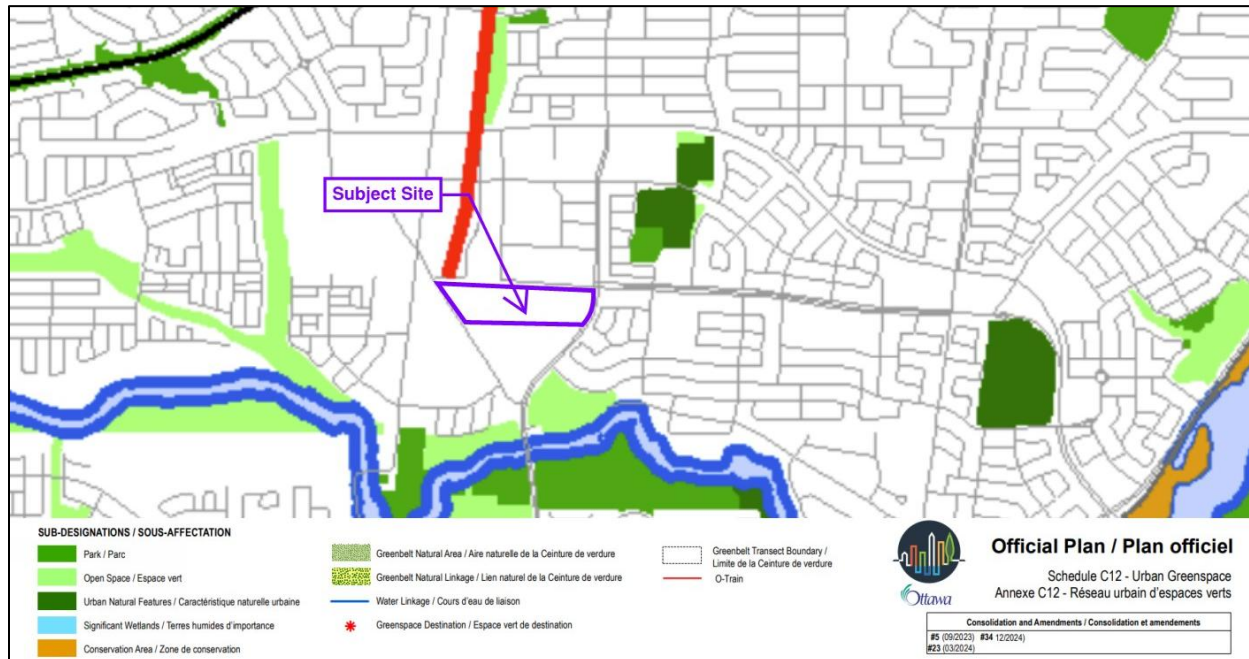 Subject Site
SUB-DESIGNATIONS / SOUS-AFFECTATION
Park / Parc
Open Space / Espace vert
Urban Natural Features / Caractéristique naturelle urbaine
Significant Wetlands / Terres humides d'importance
Conservation Area / Zone de conservation
Greenbelt Natural Area / Aire naturelle de la Ceinture de verdure
Greenbelt Natural Linkage / Lien naturel de la Ceinture de verdure
Water Linkage / Cours d'eau de liaison
Greenspace Destination / Espace vert de destination
Greenbelt Transect Boundary /
Limite de la Ceinture de verdure
O-Train
Ottawa
Official Plan / Plan officiel
Schedule C12 - Urban Greenspace
Annexe C12 - Réseau urbain d'espaces verts
Consolidation and Amendments / Consolidation et amendements
#5 (09/2023) #34 12/2024)
#23 (03/2024)